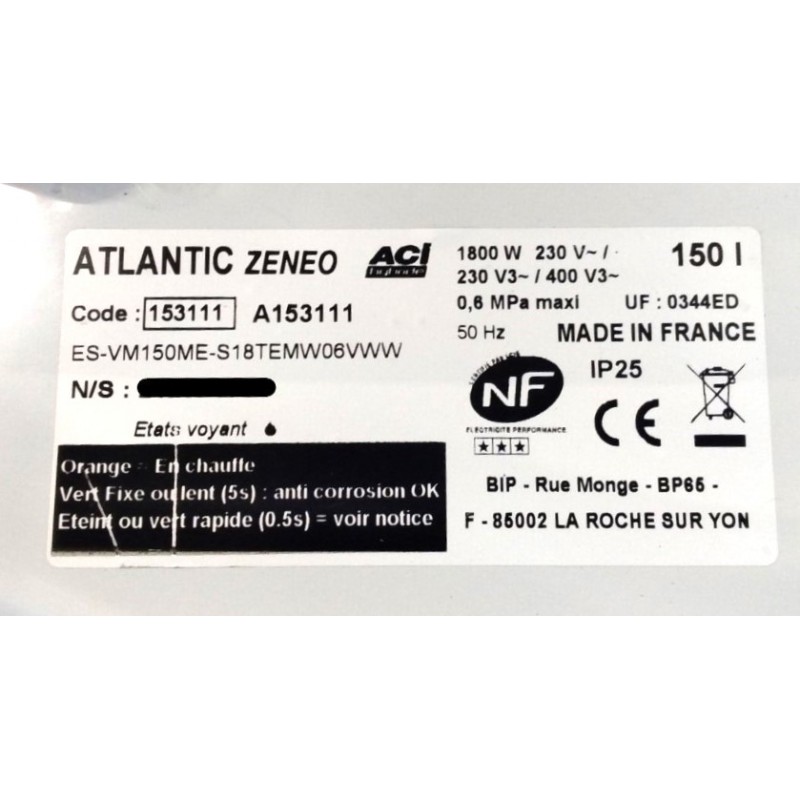 ATLANTIC ZENEO
ACI
Code : 153111 A153111
ES-VM150ME-S18TEMW06VWW
N/S :
Etats voyant
Orange = En chauffe
Vert Fixe ou lent (5s) : anti corrosion OK
Eteint ou vert rapide (0.5s) = voir notice
1800 W 230 V~ / 150 l
230 V3~ / 400 V3~
0,6 MPa maxi UF : 0344ED
50 Hz MADE IN FRANCE
IP25
NF
CE
ELECTRICITE PERFORMANCE
BIP - Rue Monge - BP65 -
F - 85002 LA ROCHE SUR YON